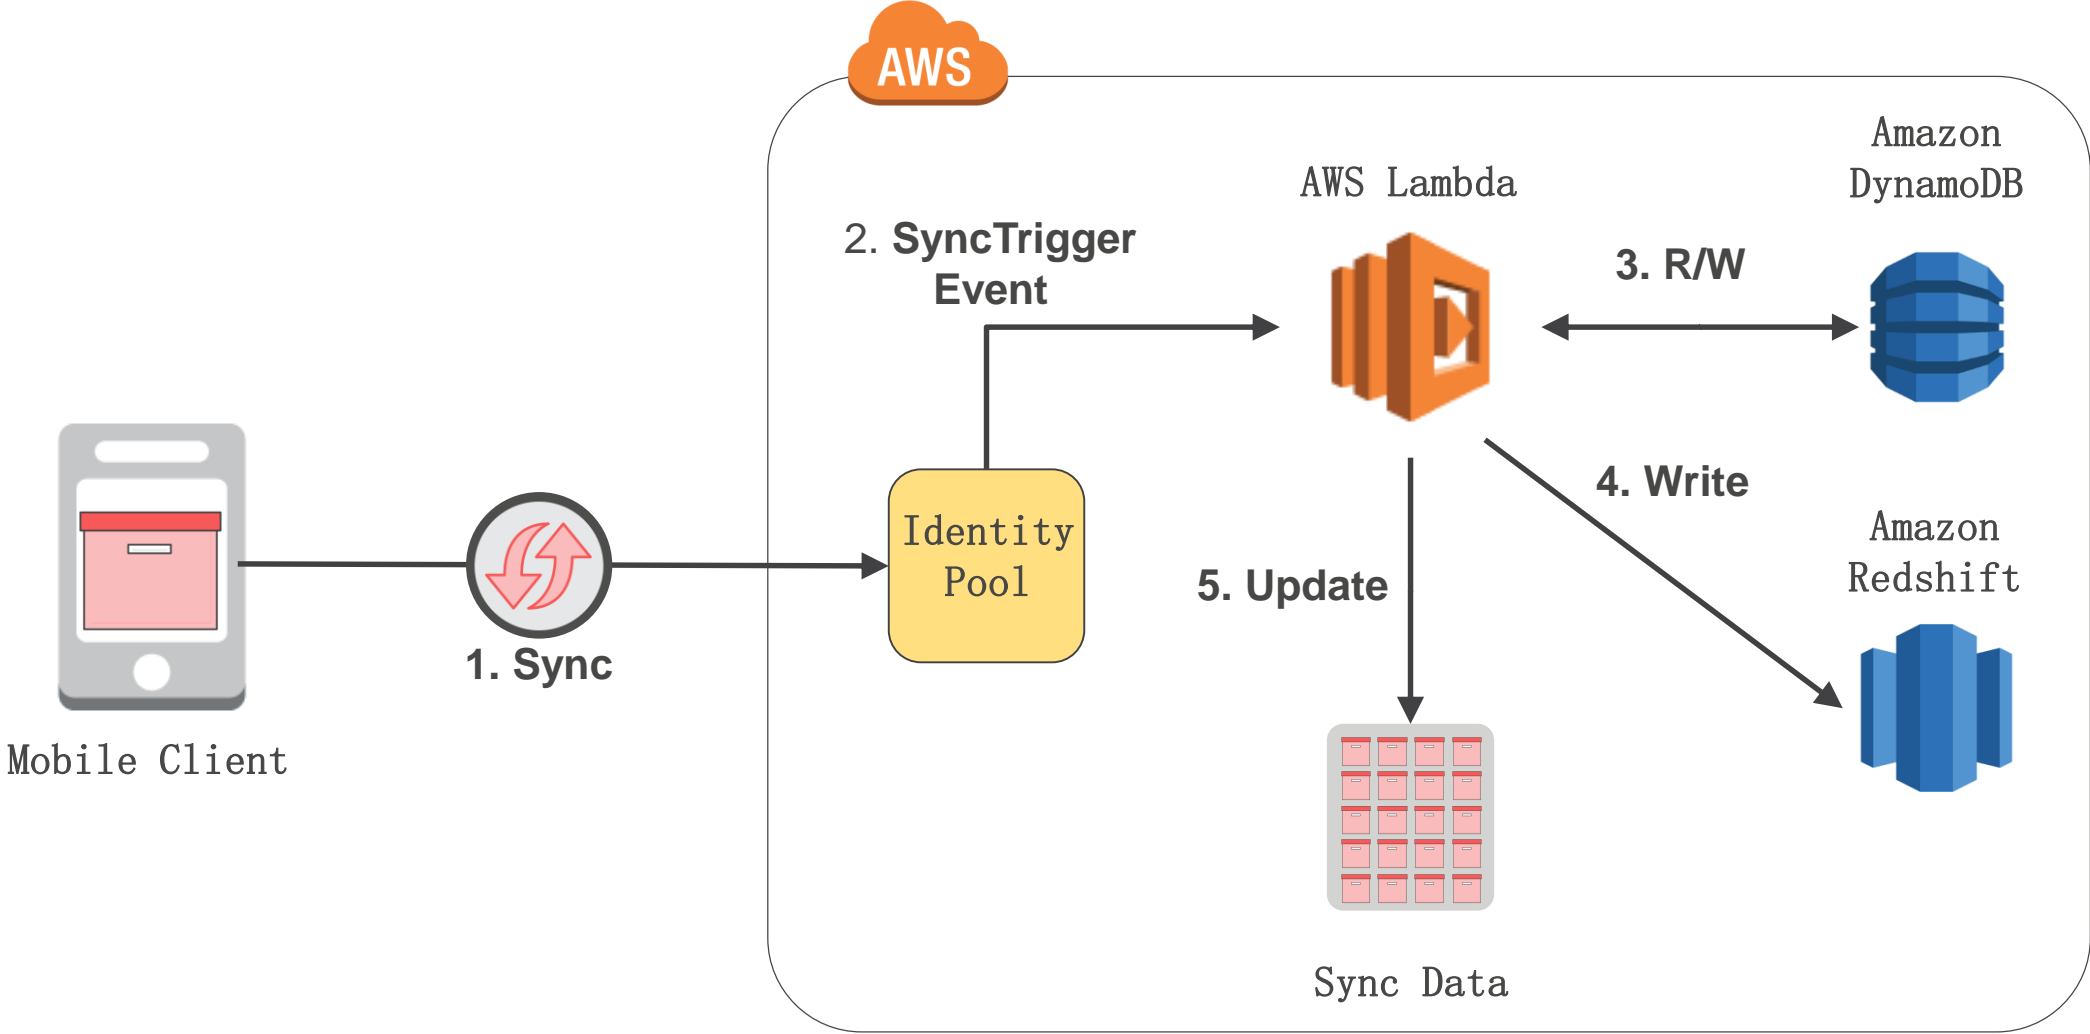 AWS
Amazon
DynamoDB
AWS Lambda
2. SyncTrigger
Event
3. R/W
4. Write
Identity
Pool
Amazon
Redshift
5. Update
1. Sync
Mobile Client
Sync Data